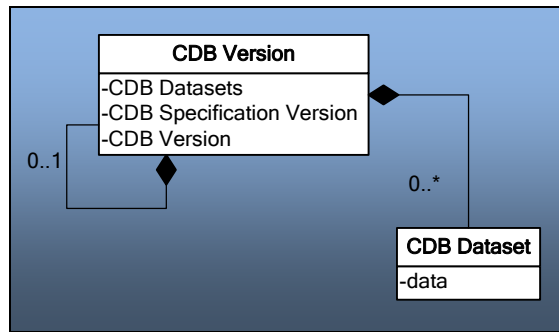 CDB Version
-CDB Datasets
-CDB Specification Version
-CDB Version
0..1
0..*
CDB Dataset
-data